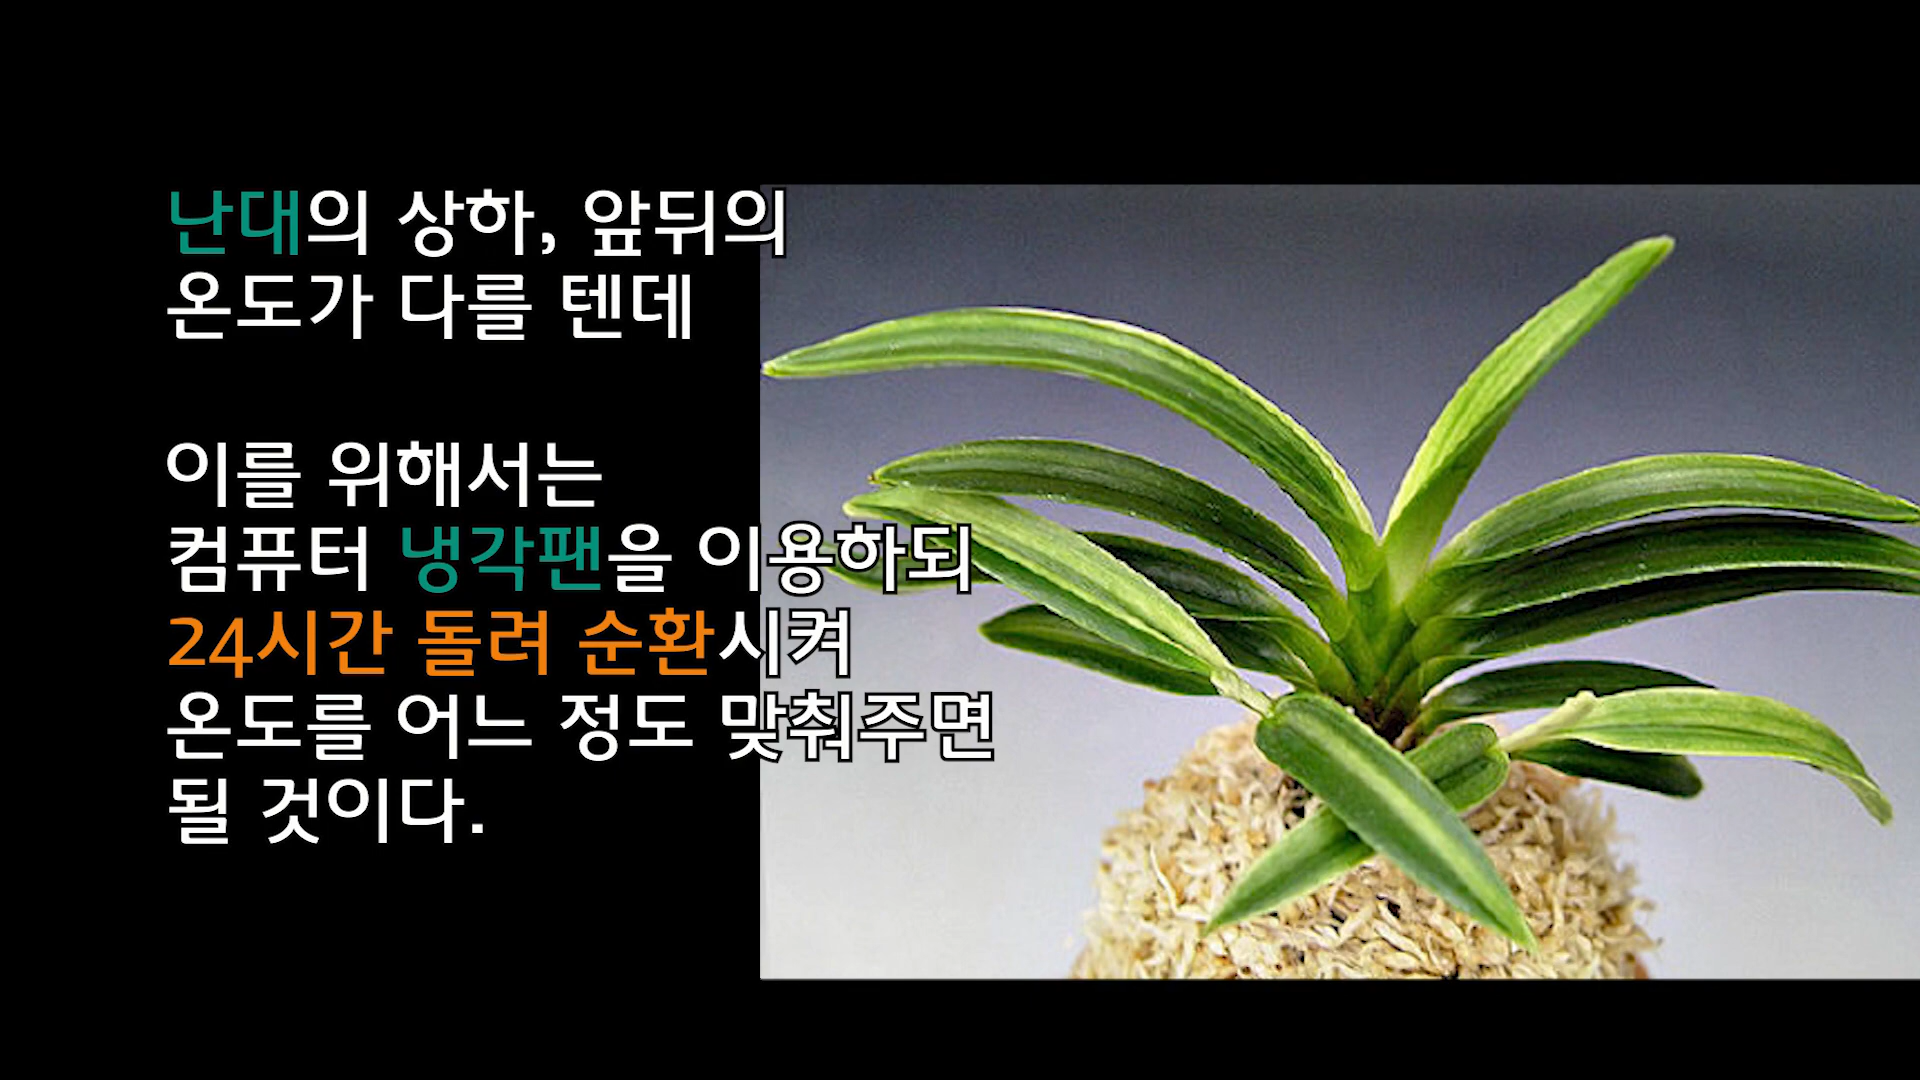 난대의 상하, 앞뒤의
온도가 다를 텐데
이를 위해서는
컴퓨터 냉각팬을 이용하되
24시간 돌려 순환시켜
온도를 어느 정도 맞춰주면
될 것이다.